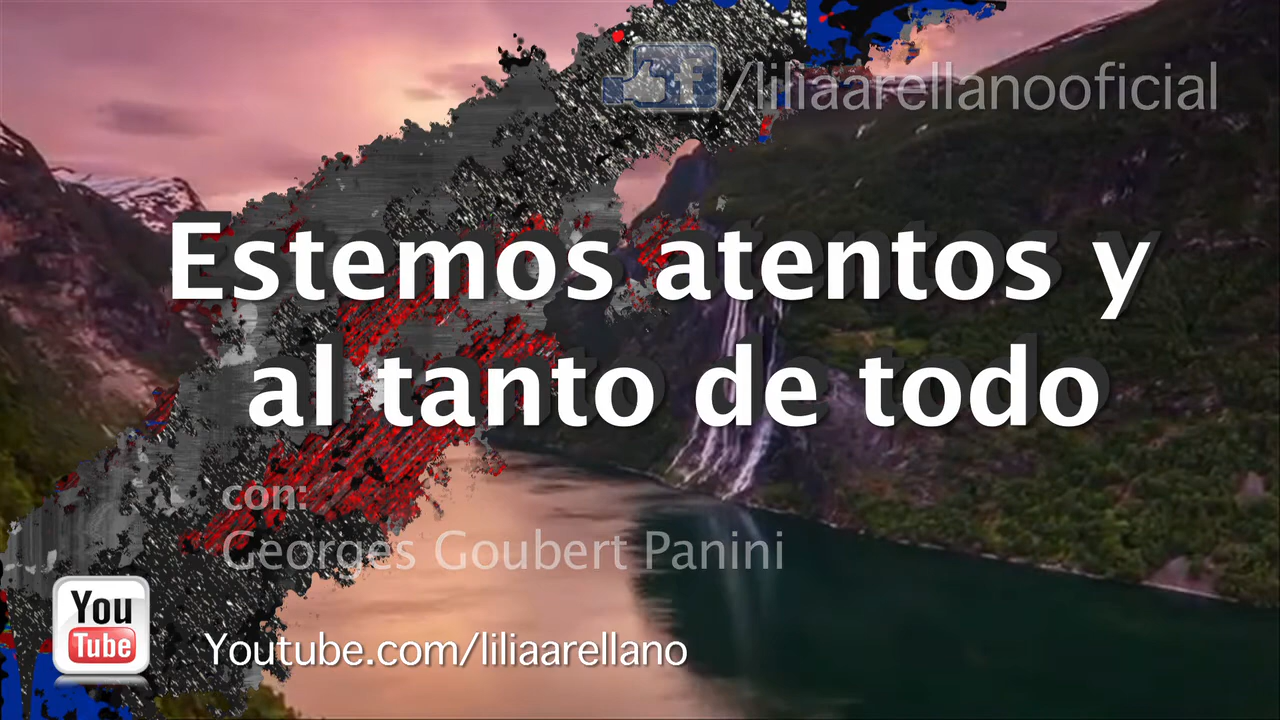 /liliaarellanooficial
Estemos atentos y
al tanto de todo
con:
Georges Goubert Panini
You
Tube
Youtube.com/liliaarellano